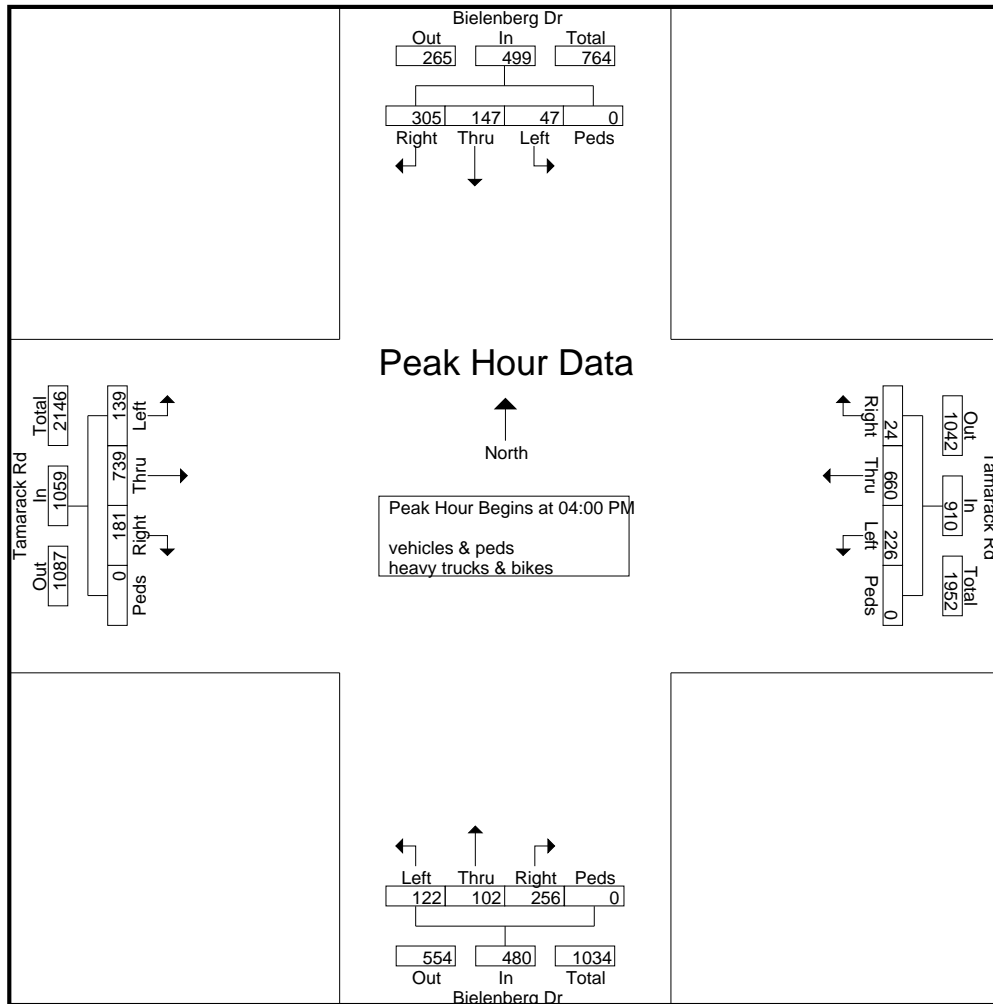 Bielenberg Dr
Out In Total
265 499 764
305 147 47 0
Right Thru Left Peds
Peak Hour Data
North
Peak Hour Begins at 04:00 PM
vehicles & peds
heavy trucks & bikes
Tamarack Rd
Out In Total
1087 1059 2146
Left Thru Right Peds
139 739 181 0
Tamarack Rd
Out In Total
1042 910 1952
24 660 226 0
Right Thru Left Peds
Left Thru Right Peds
122 102 256 0
554 480 1034
Out In Total
Bielenberg Dr